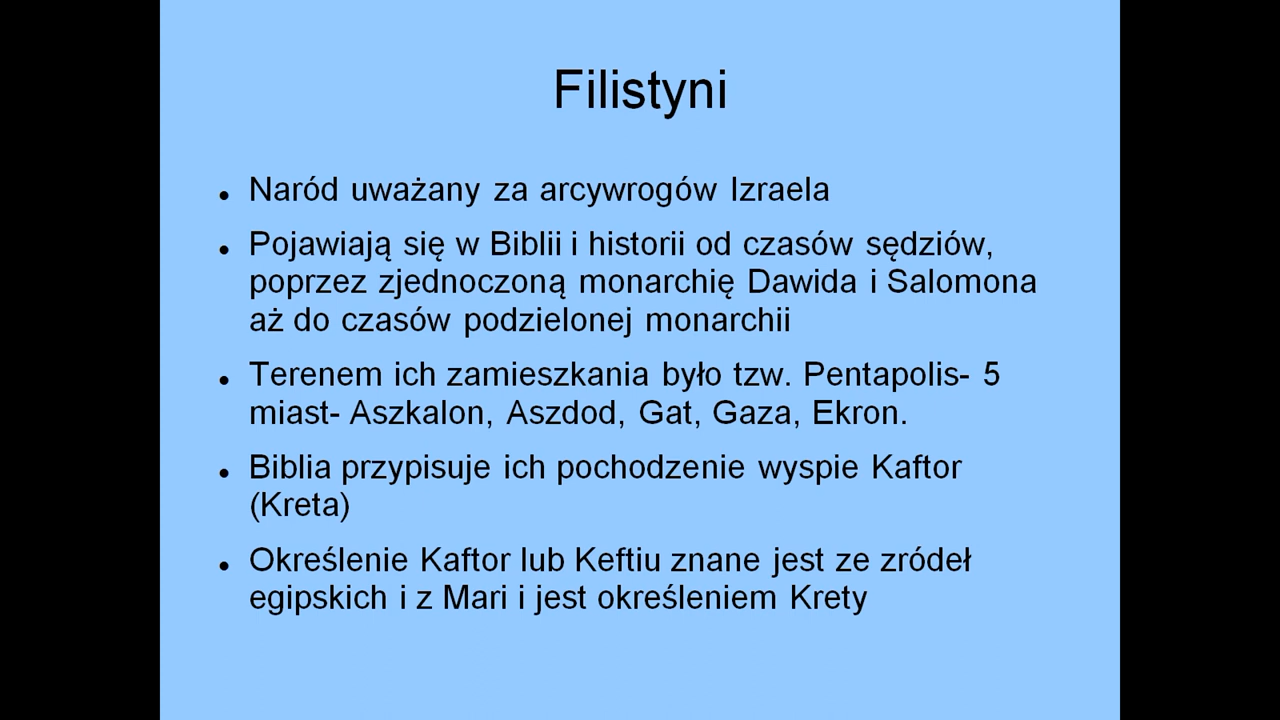 Filistyni
• Naród uważany za arcywrogów Izraela
• Pojawiają się w Biblii i historii od czasów sędziów,
poprzez zjednoczoną monarchię Dawida i Salomona
aż do czasów podzielonej monarchii
• Terenem ich zamieszkania było tzw. Pentapolis- 5
miast- Aszkalon, Aszdod, Gat, Gaza, Ekron.
• Biblia przypisuje ich pochodzenie wyspie Kaftor
(Kreta)
• Określenie Kaftor lub Keftiu znane jest ze zródeł
egipskich i z Mari i jest określeniem Krety